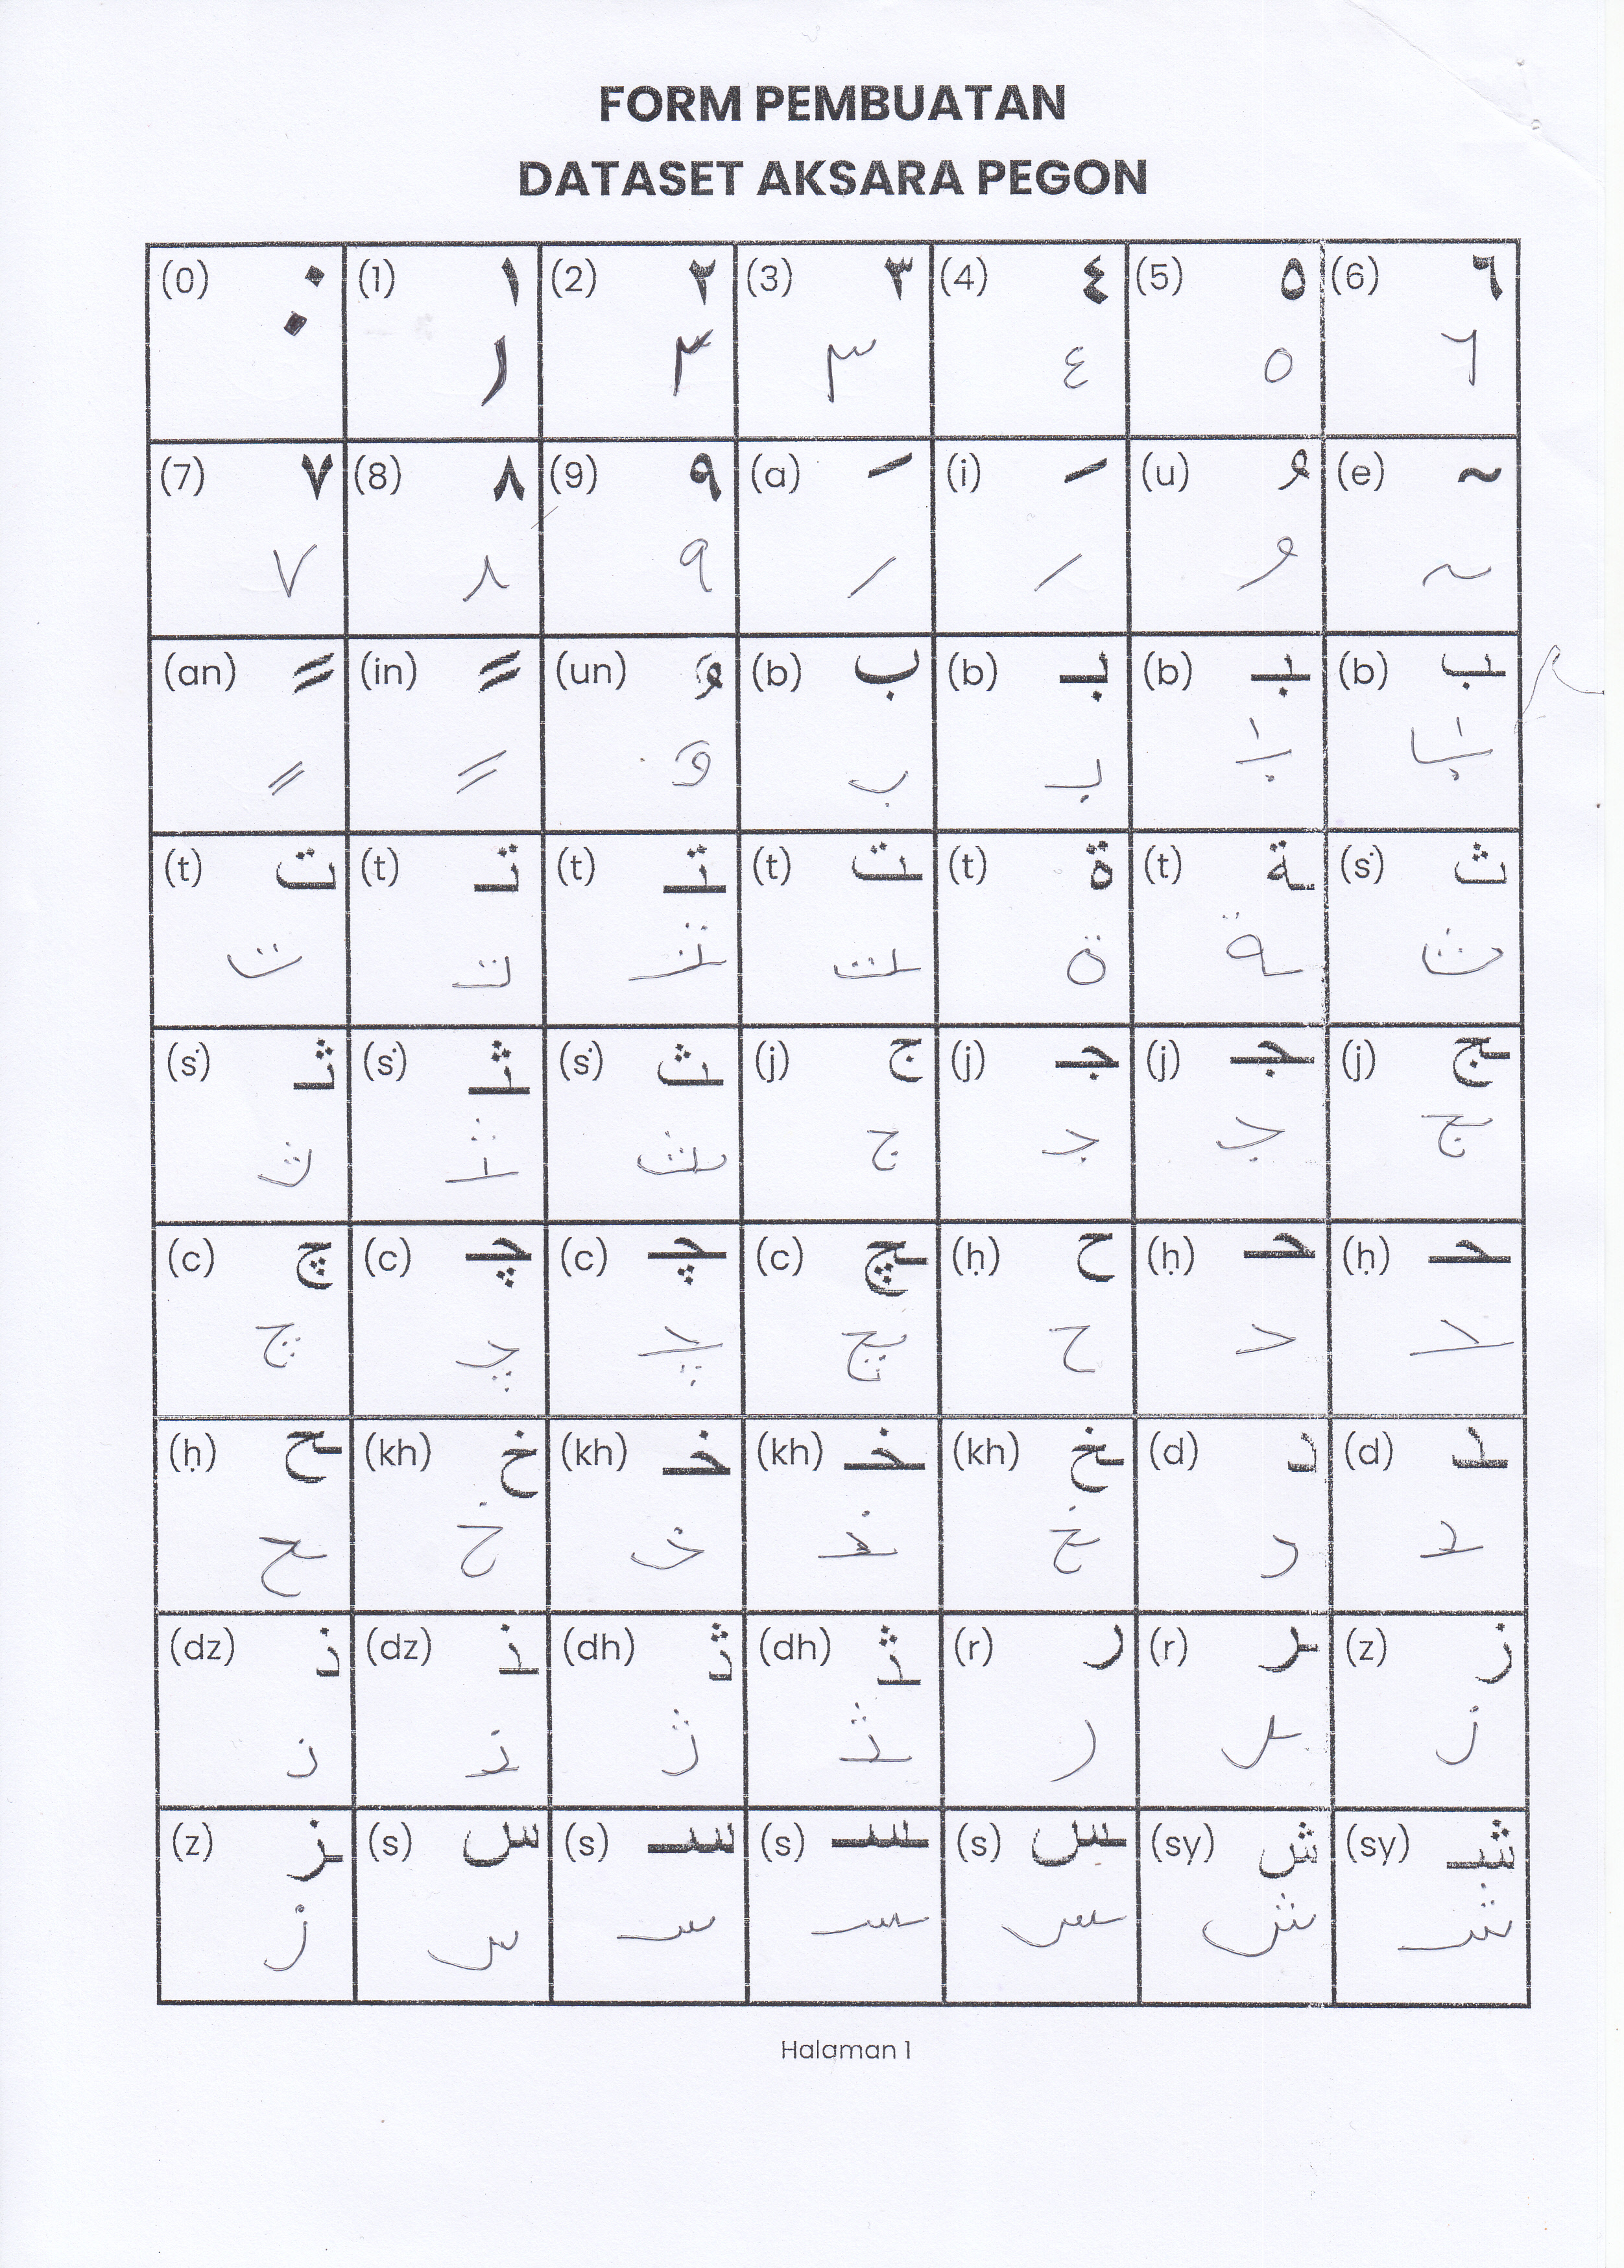 FORM PEMBUATAN
DATASET AKSARA PEGON
(0) ٠ (1) ١ (2) ٢ (3) ٣ (4) ٤ (5) ٥ (6) ٦
٠ ١ ٣ ٣ ٤ ٥ ٦
(7) ٧ (8) ٨ (9) ٩ (a) َ (i) ِ (u) ُ (e) ~
٧ ٨ ٩ َ ِ ُ ~
(an) ً (in) ٍ (un) ٌ (b) ب (b) بـ (b) ـبـ (b) ـب
ً ٍ ٌ ب بـ ـبـ ـب
(t) ت (t) تـ (t) ـتـ (t) ـت (t) ة (t) ـة (ṡ) ث
ت تـ ـتـ ـت ة ـة ث
(ṡ) ثـ (ṡ) ـثـ (ṡ) ـث (j) ج (j) جـ (j) ـجـ (j) ـج
ثـ ـثـ ـث ج جـ ـجـ ـج
(c) چ (c) چـ (c) ـچـ (c) ـچ (ḥ) ح (ḥ) حـ (ḥ) ـحـ
چ چـ ـچـ ـچ ح حـ ـحـ
(ḥ) ـح (kh) خ (kh) خـ (kh) ـخـ (kh) ـخ (d) د (d) ـد
ـح خ خـ ـخـ ـخ د ـد
(dz) ذ (dz) ـذ (dh) ڎ (dh) ـڎ (r) ر (r) ـر (z) ز
ذ ـذ ڎ ـڎ ر ـر ز
(z) ـز (s) س (s) سـ (s) ـسـ (s) ـس (sy) ش (sy) شـ
ز س سـ ـسـ ـس ش شـ
Halaman 1